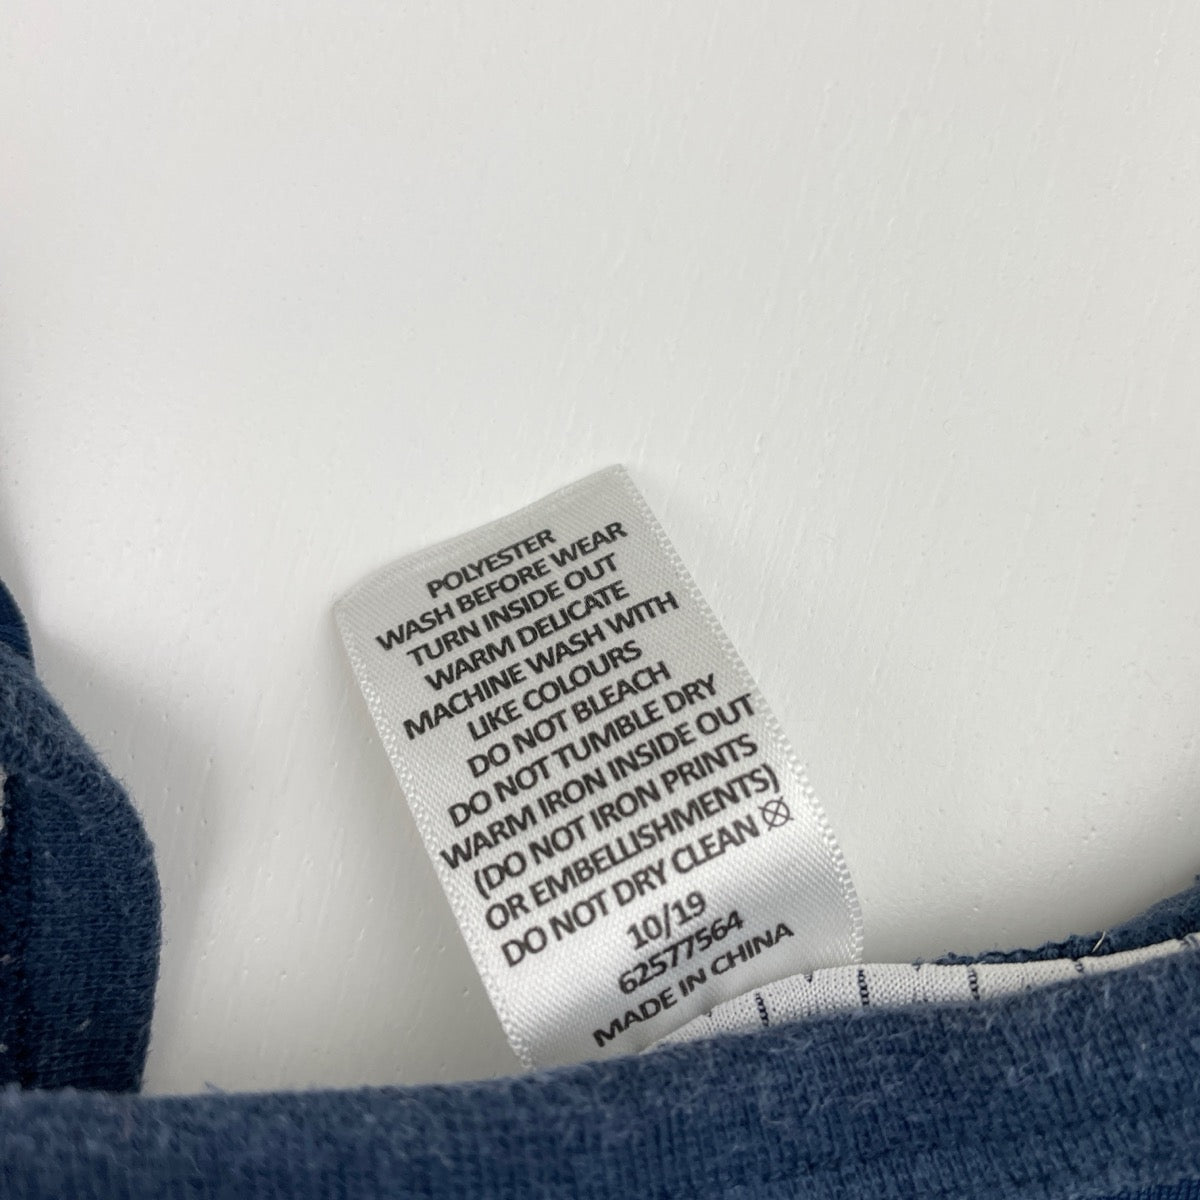 POLYESTER
WASH BEFORE WEAR
TURN INSIDE OUT
WARM DELICATE
MACHINE WASH WITH
LIKE COLOURS
DO NOT BLEACH
DO NOT TUMBLE DRY
WARM IRON INSIDE OUT
(DO NOT IRON PRINTS
OR EMBELLISHMENTS)
DO NOT DRY CLEAN
10/19
62577564
MADE IN CHINA